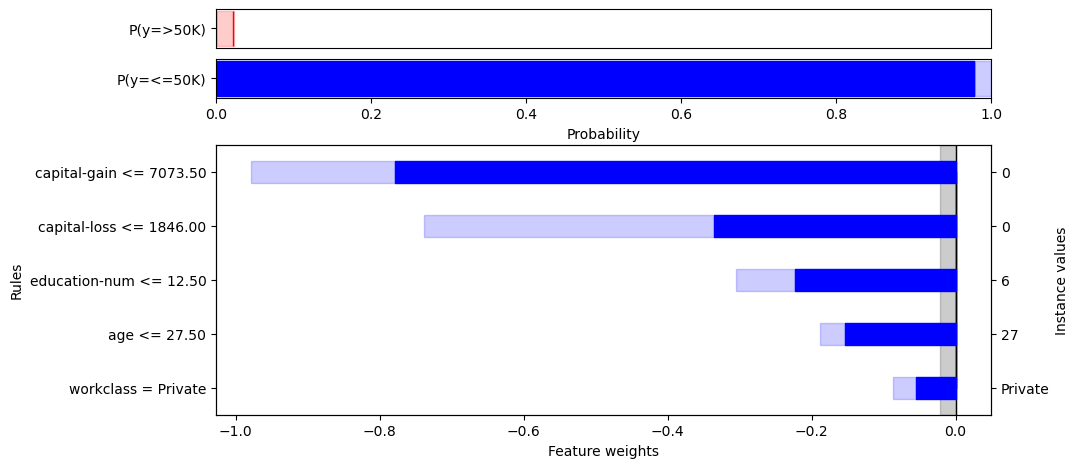 P(y=>50K)
P(y=<=50K)
0.0 0.2 0.4 0.6 0.8 1.0
Probability
capital-gain <= 7073.50 0
capital-loss <= 1846.00 0
education-num <= 12.50 6
age <= 27.50 27
workclass = Private Private
Rules
Instance values
−1.0 −0.8 −0.6 −0.4 −0.2 0.0
Feature weights